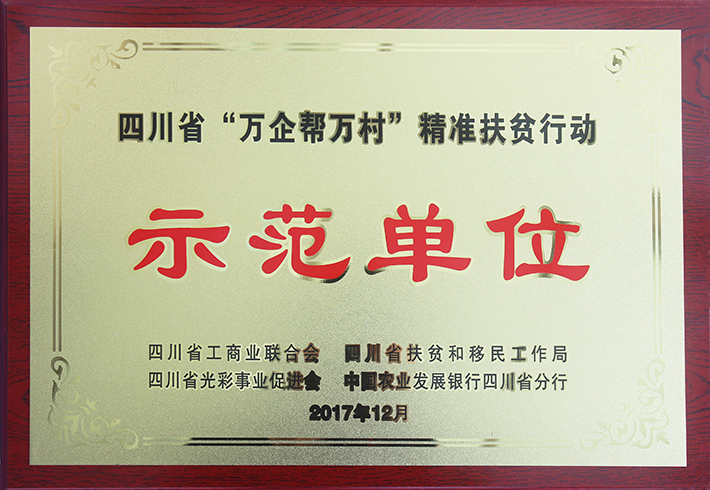 四川省“万企帮万村”精准扶贫行动
示范单位
四川省工商业联合会 四川省扶贫和移民工作局
四川省光彩事业促进会 中国农业发展银行四川省分行
2017年12月